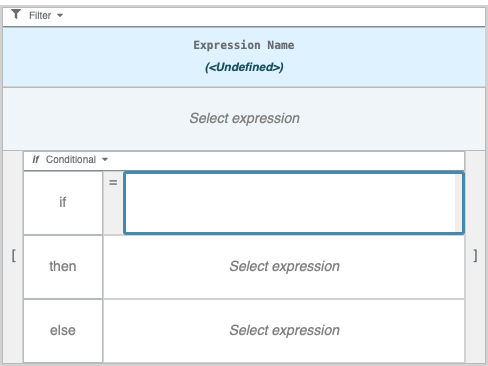 Filter
Expression Name
(<Undefined>)
Select expression
If Conditional
if =
[ then Select expression ]
else Select expression